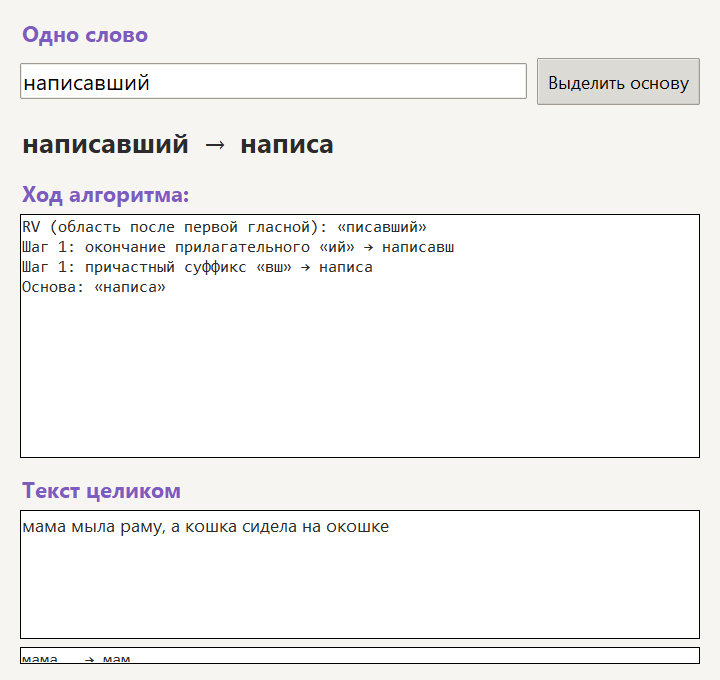 Одно слово
написавший
Выделить основу
написавший → написа
Ход алгоритма:
RV (область после первой гласной): «писавший»
Шаг 1: окончание прилагательного «ий» → написавш
Шаг 1: причастный суффикс «вш» → написа
Основа: «написа»
Текст целиком
мама мыла раму, а кошка сидела на окошке
мама → мам